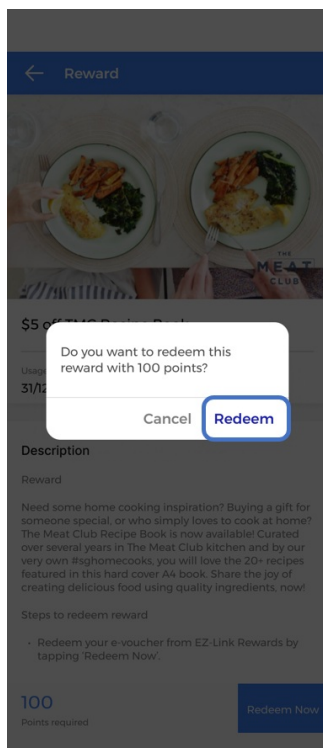 Reward
THE
MEAT
CLUB
$5 off TMC Recipe Book
Do you want to redeem this
reward with 100 points?
Usage
31/12
Cancel Redeem
Description
Reward
Need some home cooking inspiration? Buying a gift for
someone special, or who simply loves to cook at home?
The Meat Club Recipe Book is now available! Curated
over several years in The Meat Club kitchen and by our
very own #sghomecooks, you will love the 20+ recipes
featured in this hard cover A4 book. Share the joy of
creating delicious food using quality ingredients, now!
Steps to redeem reward
• Redeem your e-voucher from EZ-Link Rewards by
tapping 'Redeem Now'.
100
Points required
Redeem Now